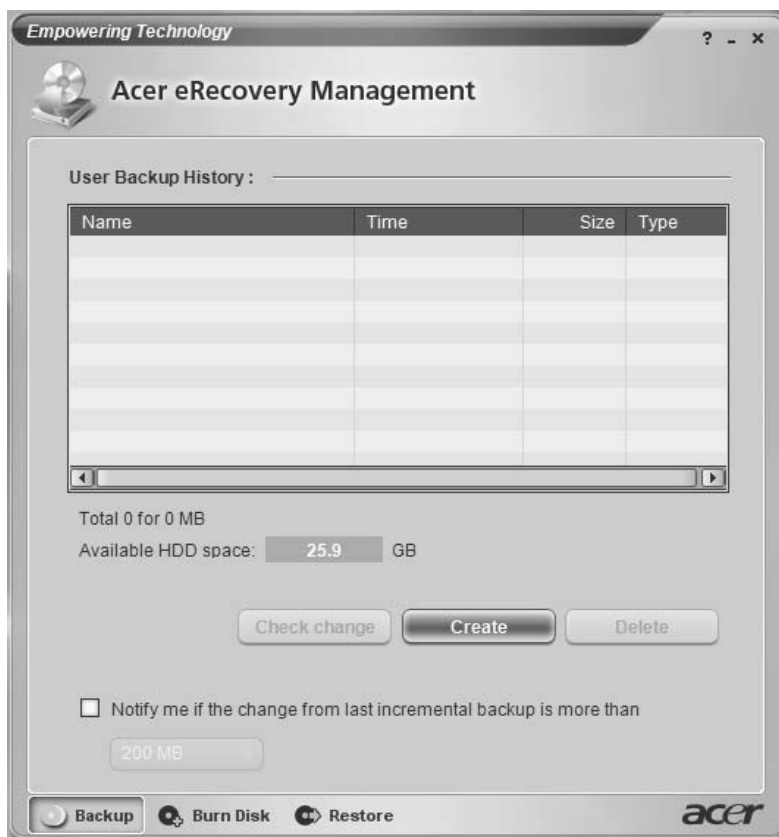 Empowering Technology
? - x
Acer eRecovery Management
User Backup History :
Name Time Size Type
Total 0 for 0 MB
Available HDD space: 25.9 GB
Check change Create Delete
Notify me if the change from last incremental backup is more than
200 MB
Backup Burn Disk Restore acer